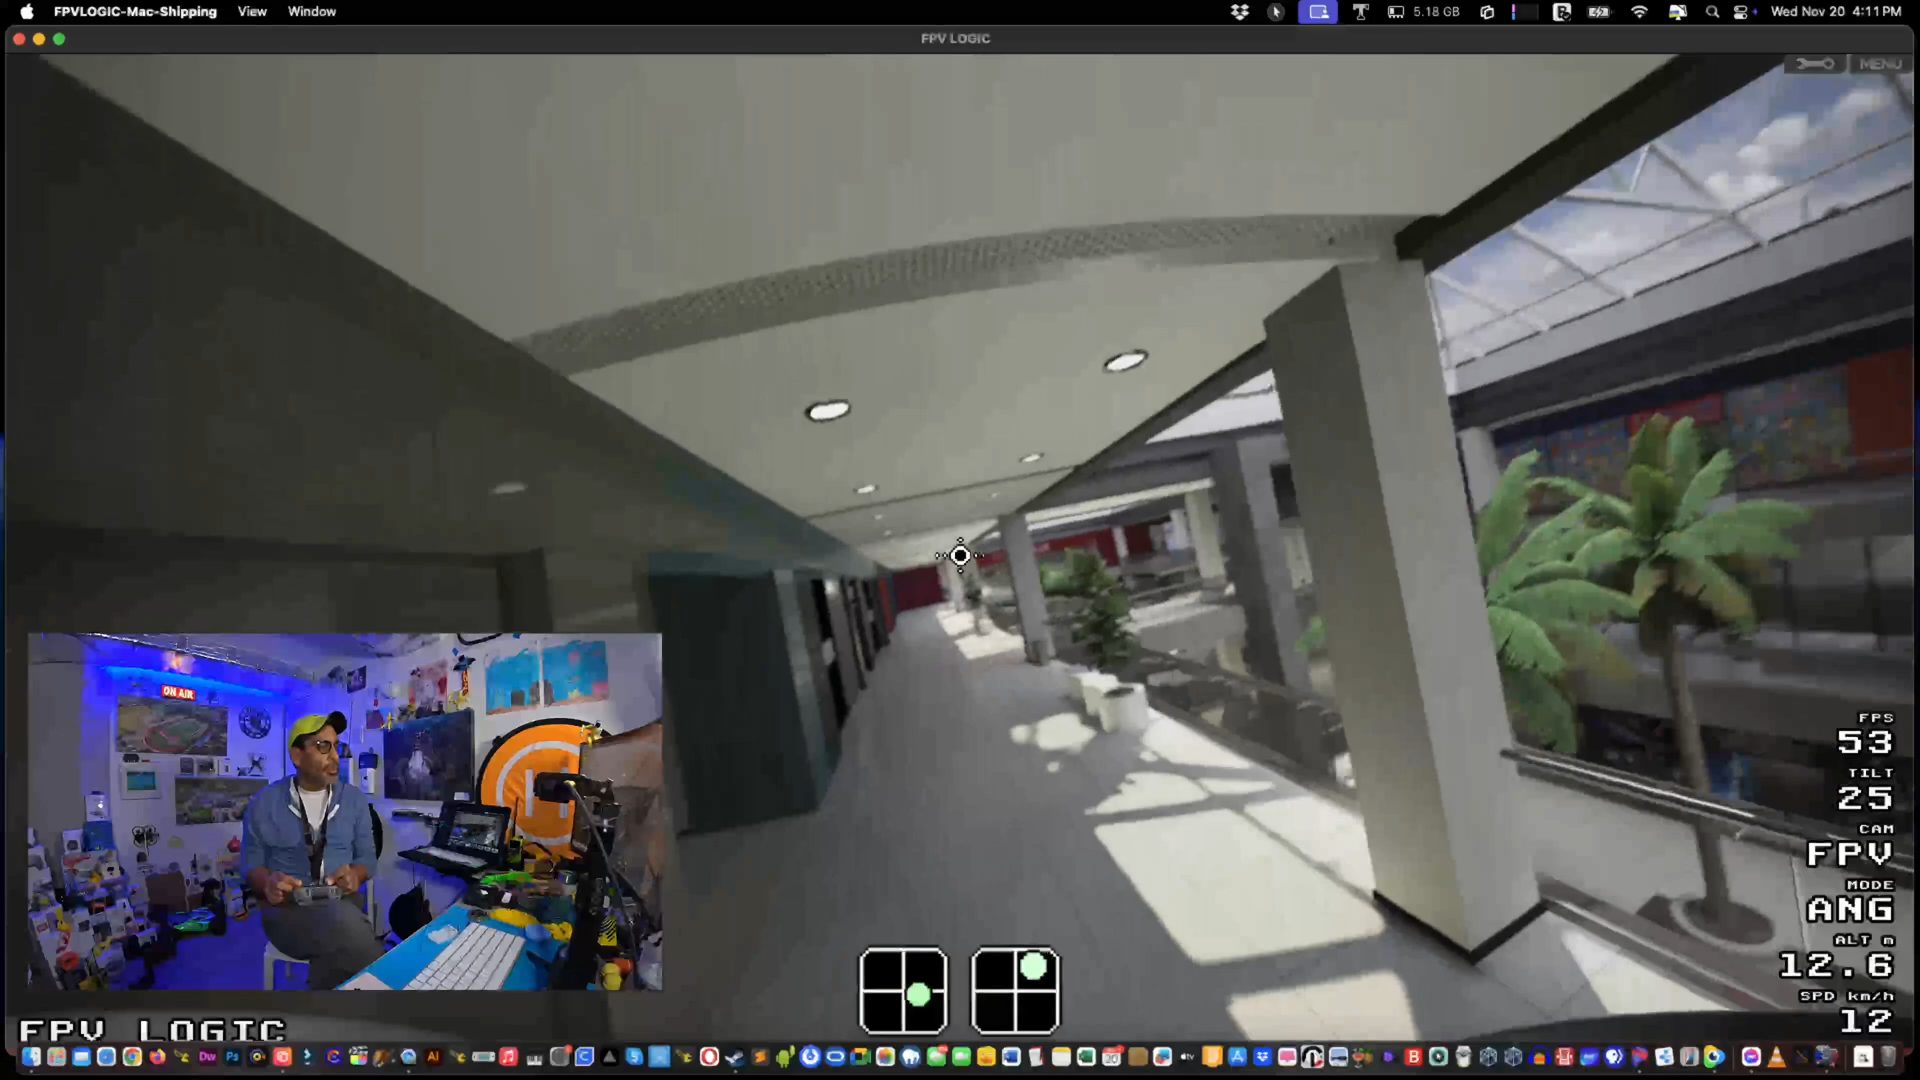 FPVLOGIC-Mac-Shipping View Window 5.18 GB Wed Nov 20 4:11 PM
FPV LOGIC
MENU
ON AIR
FPS
53
TILT
25
CAM
FPV
MODE
ANG
ALT m
12.6
SPD km/h
12
FPV LOGIC